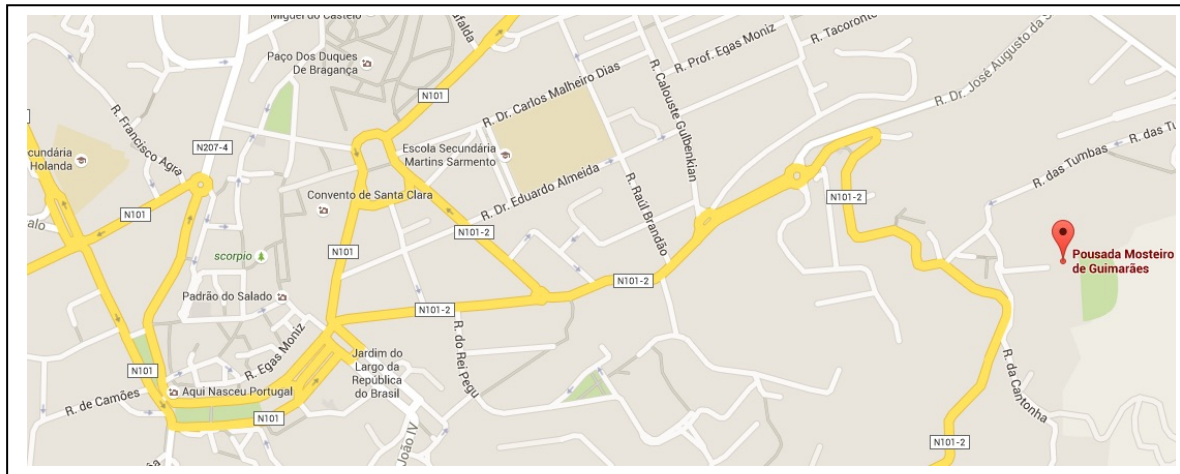 Miguel do Castelo
afalda
R. Tacoronte
Paço Dos Duques
De Bragança
R. Prof. Egas Moniz
R. Dr. José Augusto da S
N101
R. Dr. Carlos Malheiro Dias
R. Calouste Gulbenkian
R. Francisco Agra
N207-4
Escola Secundária
Martins Sarmento
R. das Tu
cundária
Holanda
R. das Tumbas
Convento de Santa Clara
R. Dr. Eduardo Almeida
R. Raúl Brandão
N101-2
N101
alo
N101-2
N101
scorpio
Pousada Mosteiro
de Guimarães
N101-2
Padrão do Salado
N101-2
R. do Rei Pegu
R. Egas Moniz
Jardim do
Largo da
República
do Brasil
N101
R. da Cantonha
Aqui Nasceu Portugal
R. de Camões
N101
João IV
N101-2